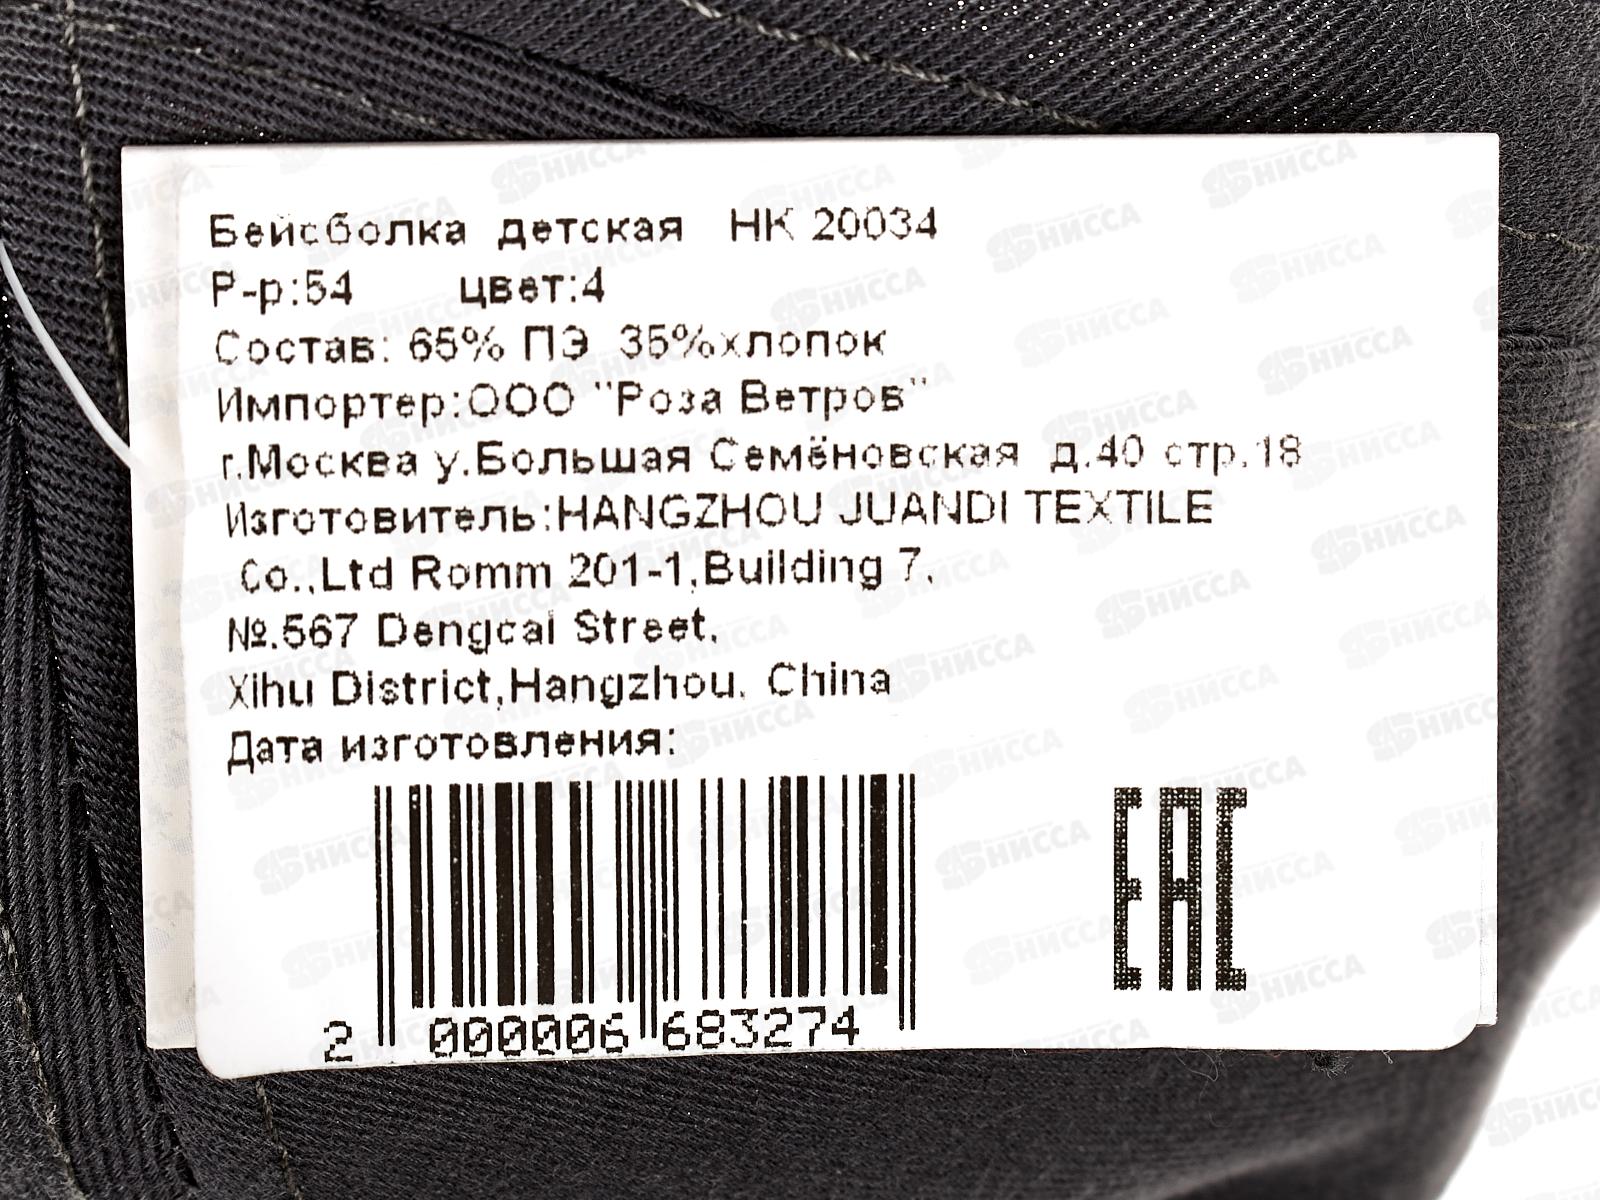 Бейсболка детская НК 20034
Р-р:54 цвет:4
Состав: 65% ПЭ 35%хлопок
Импортер:ООО "Роза Ветров"
г.Москва у.Большая Семёновская д.40 стр.18
Изготовитель:HANGZHOU JUANDI TEXTILE
Co.,Ltd Romm 201-1,Building 7,
№.567 Dengcai Street,
Xihu District,Hangzhou, China
Дата изготовления:
EAC
2 000006 683274
НИССА